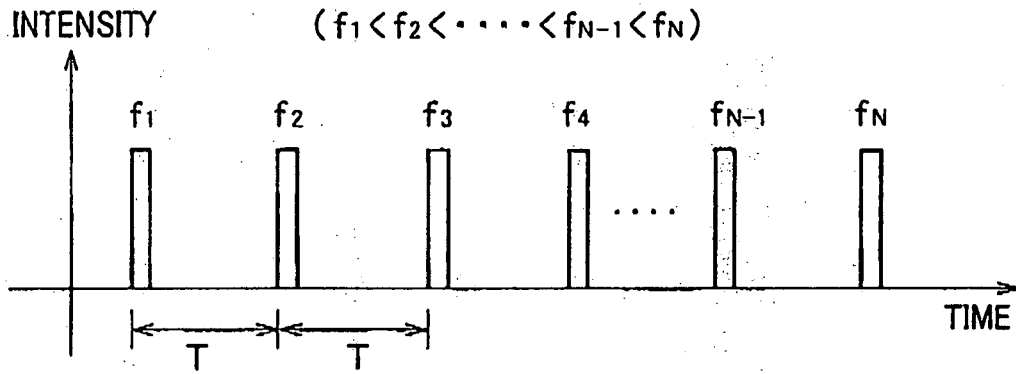 INTENSITY (f1<f2<····<fN-1<fN)
f1 f2 f3 f4 fN-1 fN
····
TIME
T T